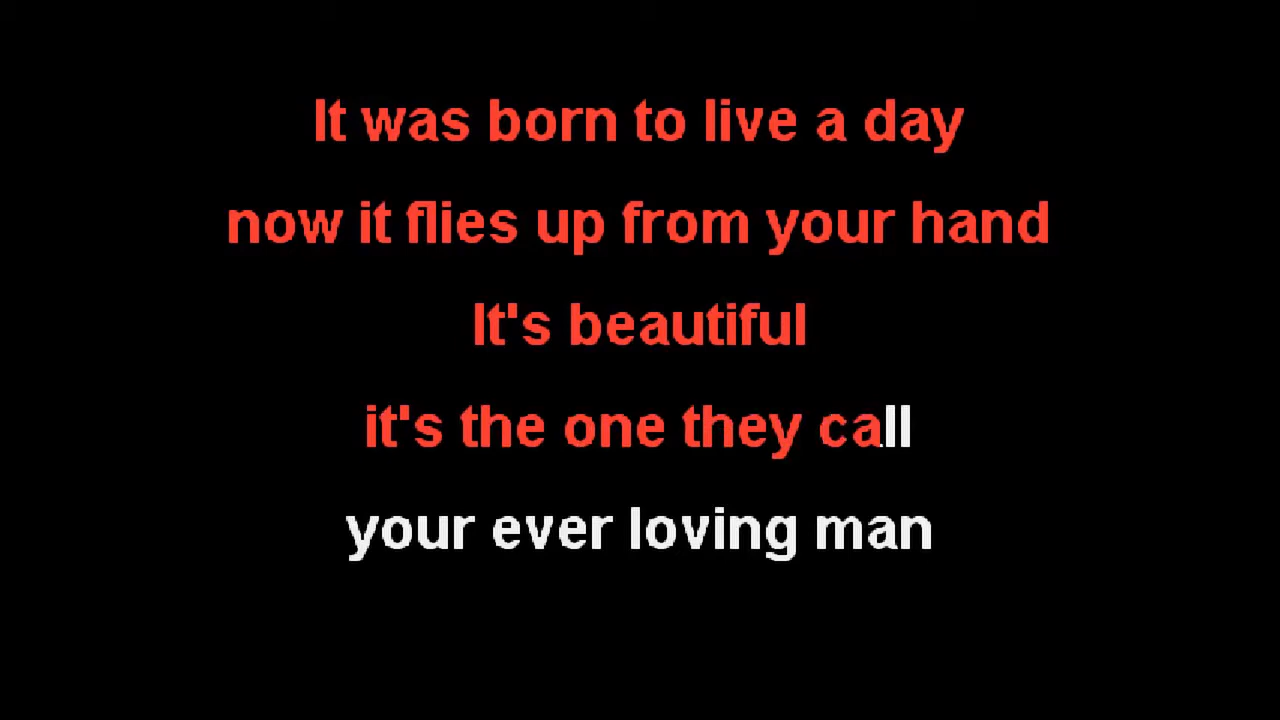 It was born to live a day
now it flies up from your hand
It's beautiful
it's the one they call
your ever loving man